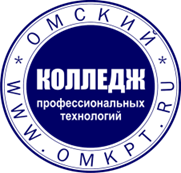 ОМСКИЙ
КОЛЛЕДЖ
профессиональных
технологий
* WWW.OMKPT.RU *